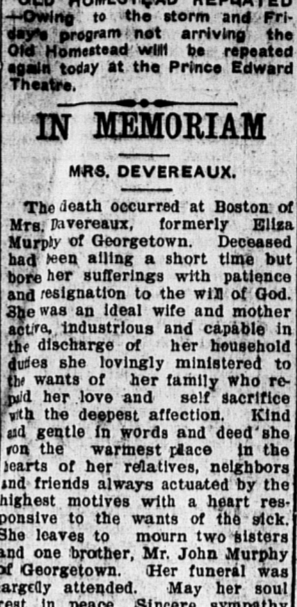 OLD HOMESTEAD REPEATED
—Owing to the storm and Fri-
day's program not arriving the
Old Homestead will be repeated
again today at the Prince Edward
Theatre.
IN MEMORIAM
MRS. DEVEREAUX.
The death occurred at Boston of
Mrs. Davereaux, formerly Eliza
Murphy of Georgetown. Deceased
had been ailing a short time but
bore her sufferings with patience
and resignation to the will of God.
She was an ideal wife and mother
active, industrious and capable in
the discharge of her household
duties she lovingly ministered to
the wants of her family who re-
paid her love and self sacrifice
with the deepest affection. Kind
and gentle in words and deed she
won the warmest place in the
hearts of her relatives, neighbors
and friends always actuated by the
highest motives with a heart res-
ponsive to the wants of the sick.
She leaves to mourn two sisters
and one brother, Mr. John Murphy
of Georgetown. Her funeral was
largely attended. May her soul
rest in peace. Sincere sympathy